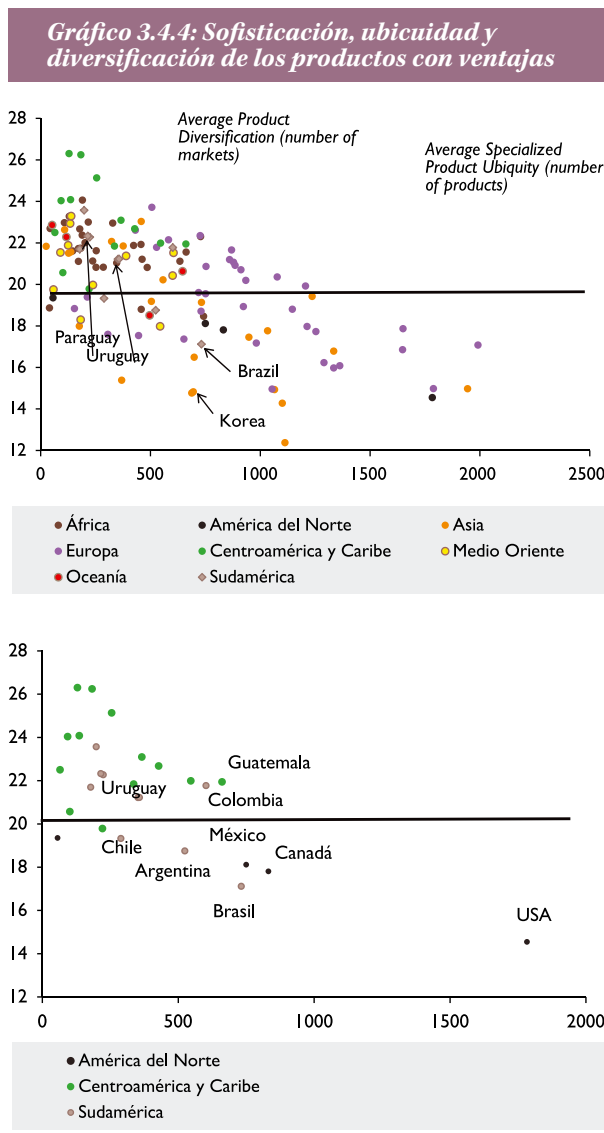 Gráfico 3.4.4: Sofisticación, ubicuidad y
diversificación de los productos con ventajas
28
26
24
22
20
18
16
14
12
Average Product
Diversification (number of
markets)
Average Specialized
Product Ubiquity (number
of products)
Paraguay
Uruguay
Brazil
Korea
0
500
1000
1500
2000
2500
África
América del Norte
Asia
Europa
Centroamérica y Caribe
Medio Oriente
Oceanía
Sudamérica
28
26
24
22
20
18
16
14
12
Guatemala
Uruguay
Colombia
México
Chile
Canadá
Argentina
Brasil
USA
0
500
1000
1500
2000
América del Norte
Centroamérica y Caribe
Sudamérica